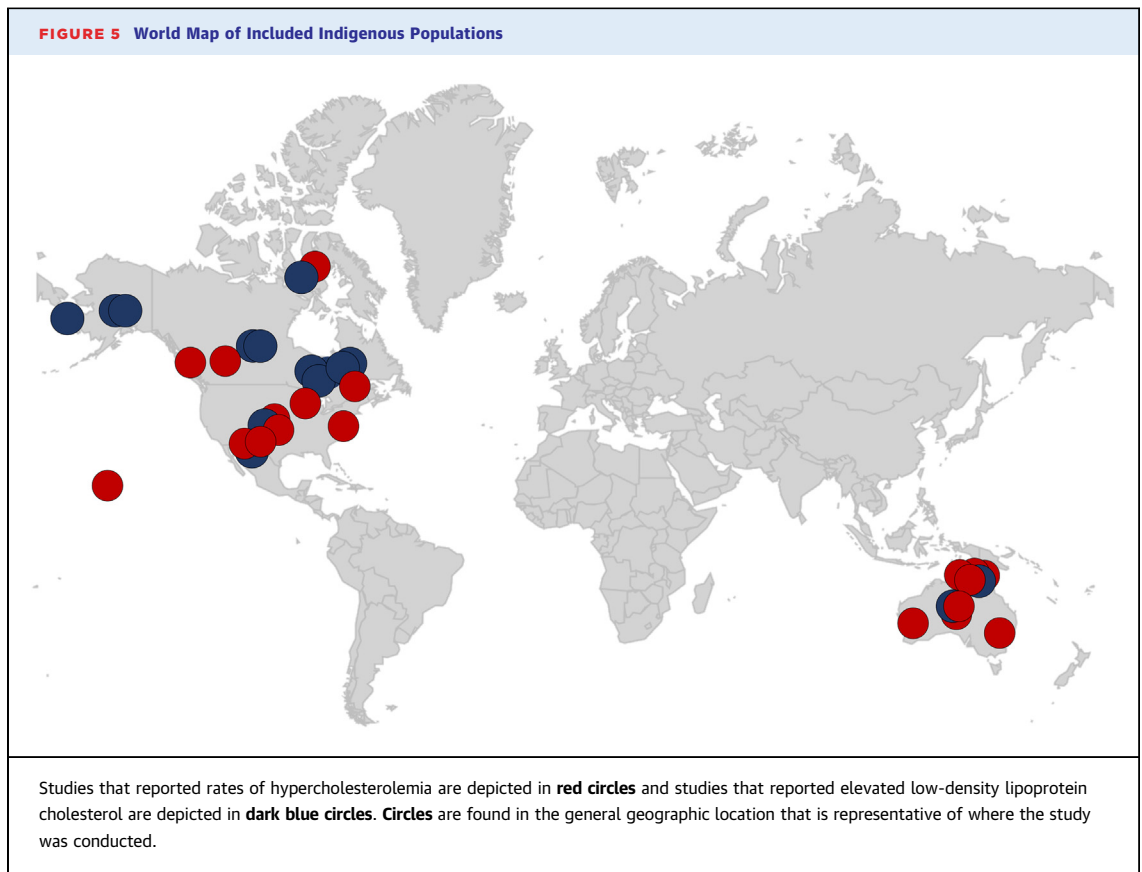 FIGURE 5 World Map of Included Indigenous Populations
Studies that reported rates of hypercholesterolemia are depicted in red circles and studies that reported elevated low-density lipoprotein
cholesterol are depicted in dark blue circles. Circles are found in the general geographic location that is representative of where the study
was conducted.